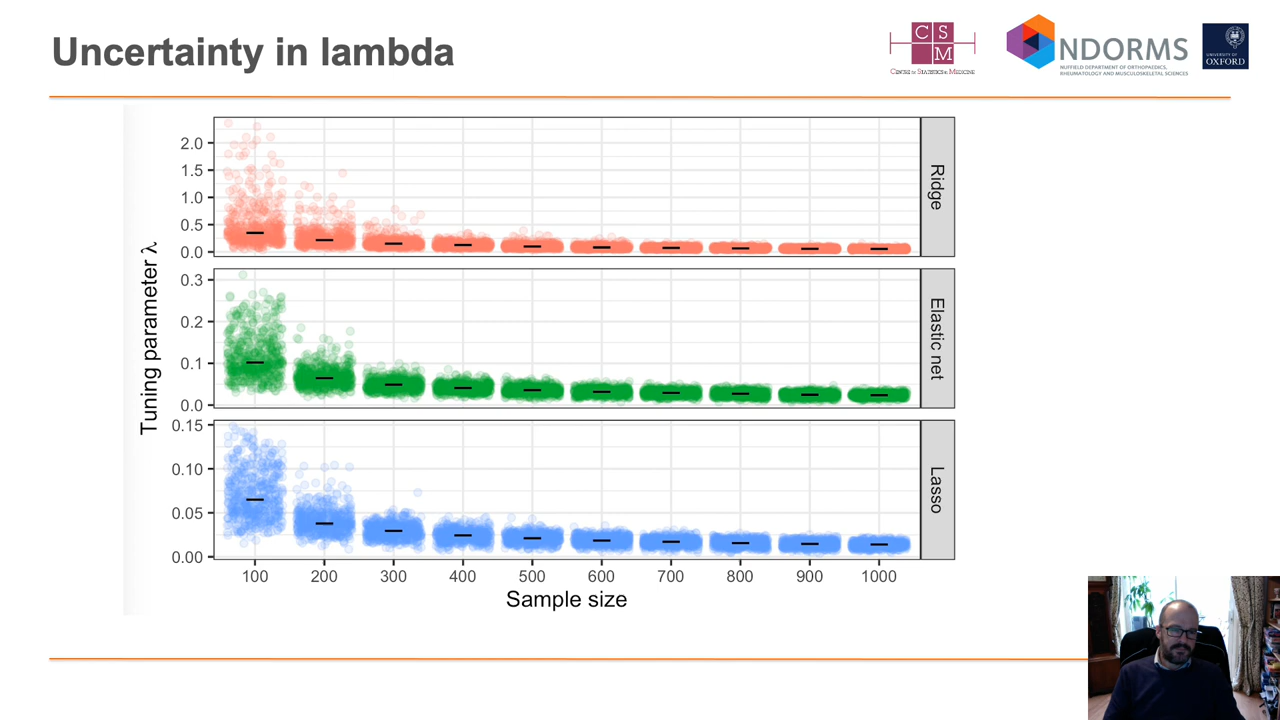 Uncertainty in lambda
C S
M
CENTRE for STATISTICS in MEDICINE
NDORMS
NUFFIELD DEPARTMENT OF ORTHOPAEDICS,
RHEUMATOLOGY AND MUSCULOSKELETAL SCIENCES
UNIVERSITY OF
OXFORD
Tuning parameter λ
2.0
1.5
1.0
0.5
0.0
Ridge
0.3
0.2
0.1
0.0
Elastic net
0.15
0.10
0.05
0.00
Lasso
100 200 300 400 500 600 700 800 900 1000
Sample size